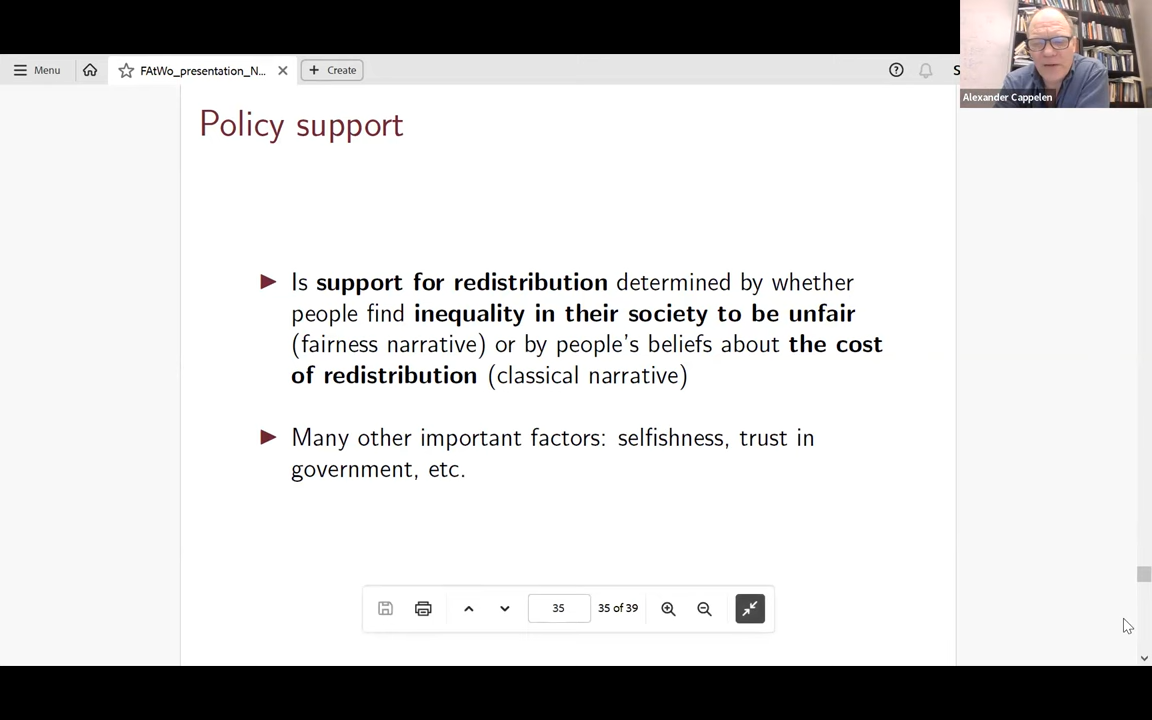 Menu
FAtWo_presentation_N...
Create
S
Alexander Cappelen
Policy support
Is support for redistribution determined by whether
people find inequality in their society to be unfair
(fairness narrative) or by people's beliefs about the cost
of redistribution (classical narrative)
Many other important factors: selfishness, trust in
government, etc.
35
35 of 39